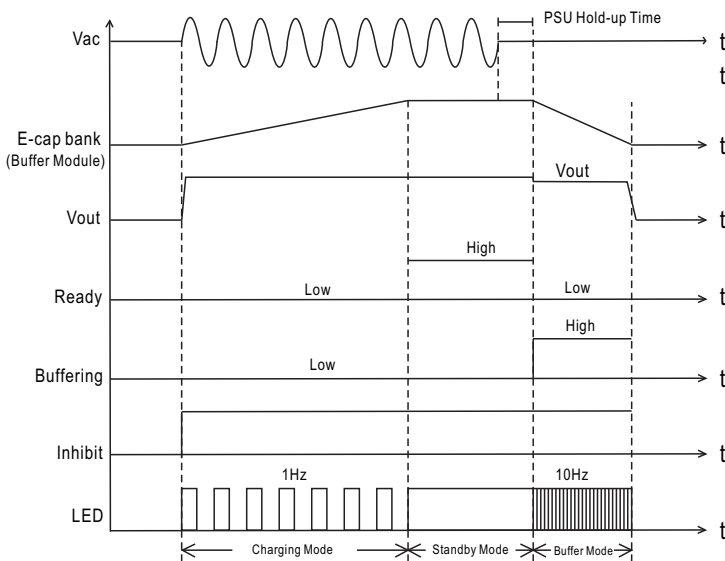 PSU Hold-up Time
Vac
t
t
E-cap bank
(Buffer Module)
t
Vout
Vout
t
High
Ready
Low
Low
t
High
Buffering
Low
t
Inhibit
t
1Hz
10Hz
LED
t
Charging Mode
Standby Mode
Buffer Mode